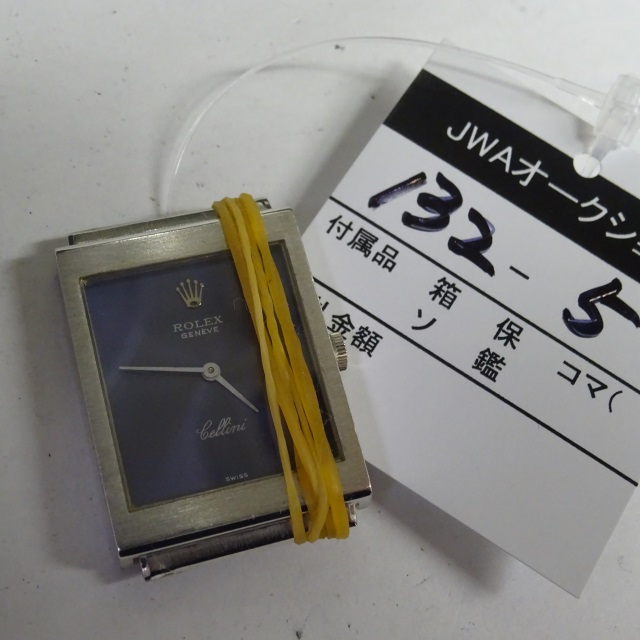 ROLEX
GENEVE
Cellini
SWISS
JWAオークシ
132-5
付属品 箱 保 コマ(
ソ 鑑
金額